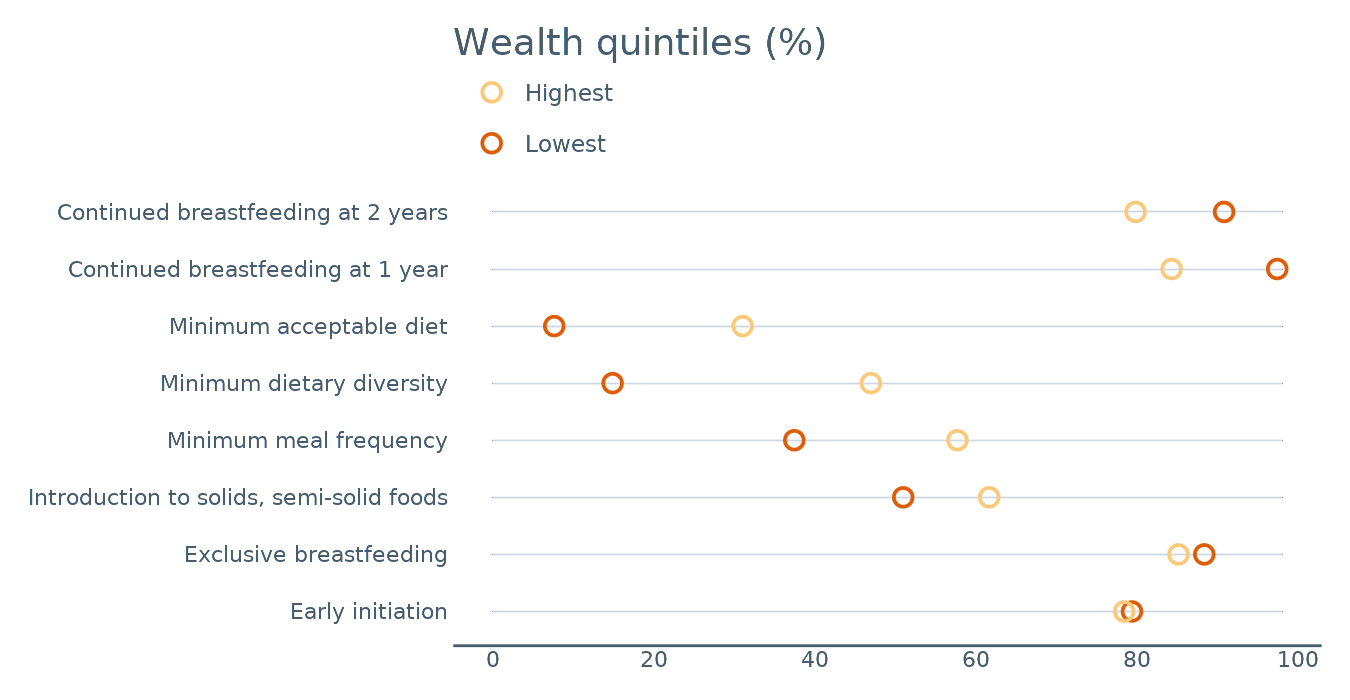 Wealth quintiles (%)
Highest
Lowest
Continued breastfeeding at 2 years
Continued breastfeeding at 1 year
Minimum acceptable diet
Minimum dietary diversity
Minimum meal frequency
Introduction to solids, semi-solid foods
Exclusive breastfeeding
Early initiation
0 20 40 60 80 100